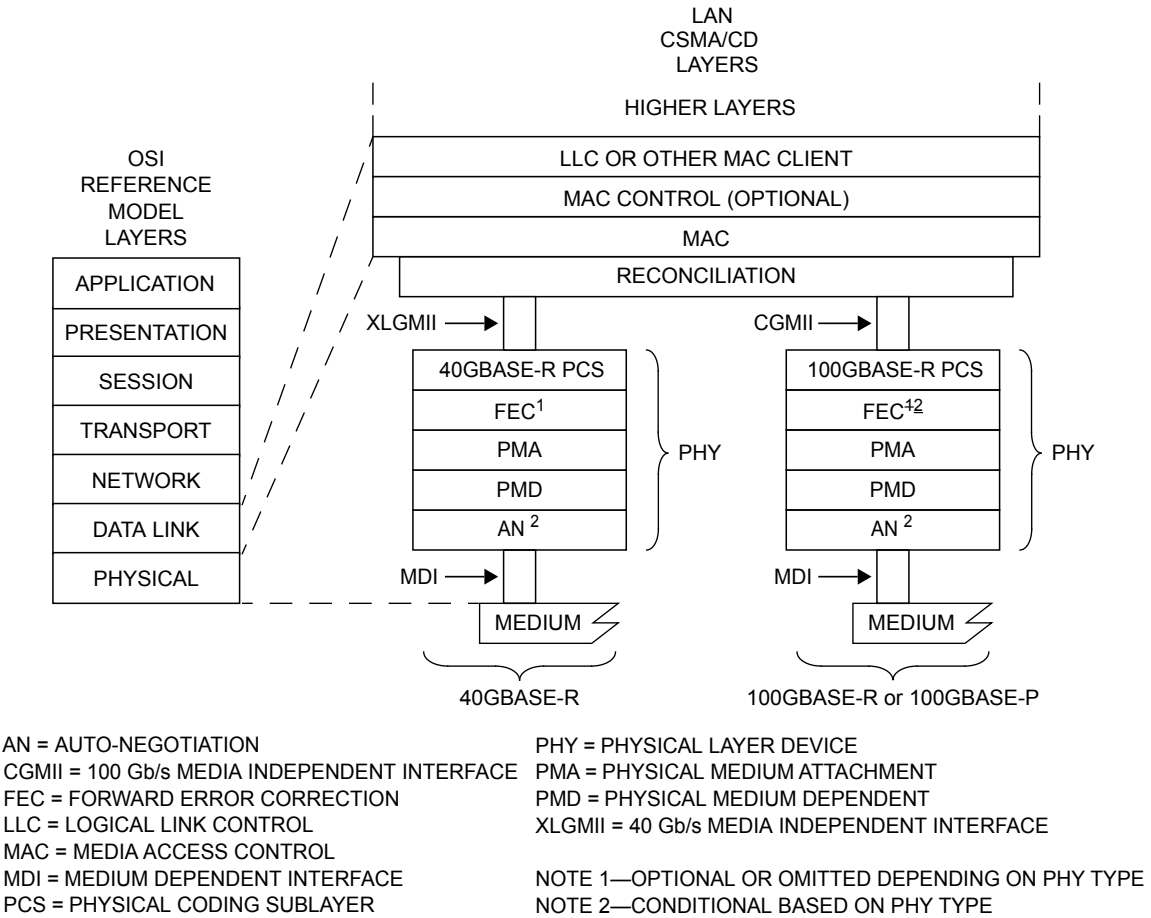 LAN
CSMA/CD
LAYERS
HIGHER LAYERS
OSI
REFERENCE
MODEL
LAYERS
LLC OR OTHER MAC CLIENT
MAC CONTROL (OPTIONAL)
MAC
RECONCILIATION
APPLICATION
PRESENTATION
SESSION
TRANSPORT
NETWORK
DATA LINK
PHYSICAL
XLGMII
40GBASE-R PCS
FEC1
PMA
PMD
AN 2
PHY
MDI
MEDIUM
40GBASE-R
CGMII
100GBASE-R PCS
FEC12
PMA
PMD
AN 2
PHY
MDI
MEDIUM
100GBASE-R or 100GBASE-P
AN = AUTO-NEGOTIATION
CGMII = 100 Gb/s MEDIA INDEPENDENT INTERFACE
FEC = FORWARD ERROR CORRECTION
LLC = LOGICAL LINK CONTROL
MAC = MEDIA ACCESS CONTROL
MDI = MEDIUM DEPENDENT INTERFACE
PCS = PHYSICAL CODING SUBLAYER
PHY = PHYSICAL LAYER DEVICE
PMA = PHYSICAL MEDIUM ATTACHMENT
PMD = PHYSICAL MEDIUM DEPENDENT
XLGMII = 40 Gb/s MEDIA INDEPENDENT INTERFACE
NOTE 1—OPTIONAL OR OMITTED DEPENDING ON PHY TYPE
NOTE 2—CONDITIONAL BASED ON PHY TYPE